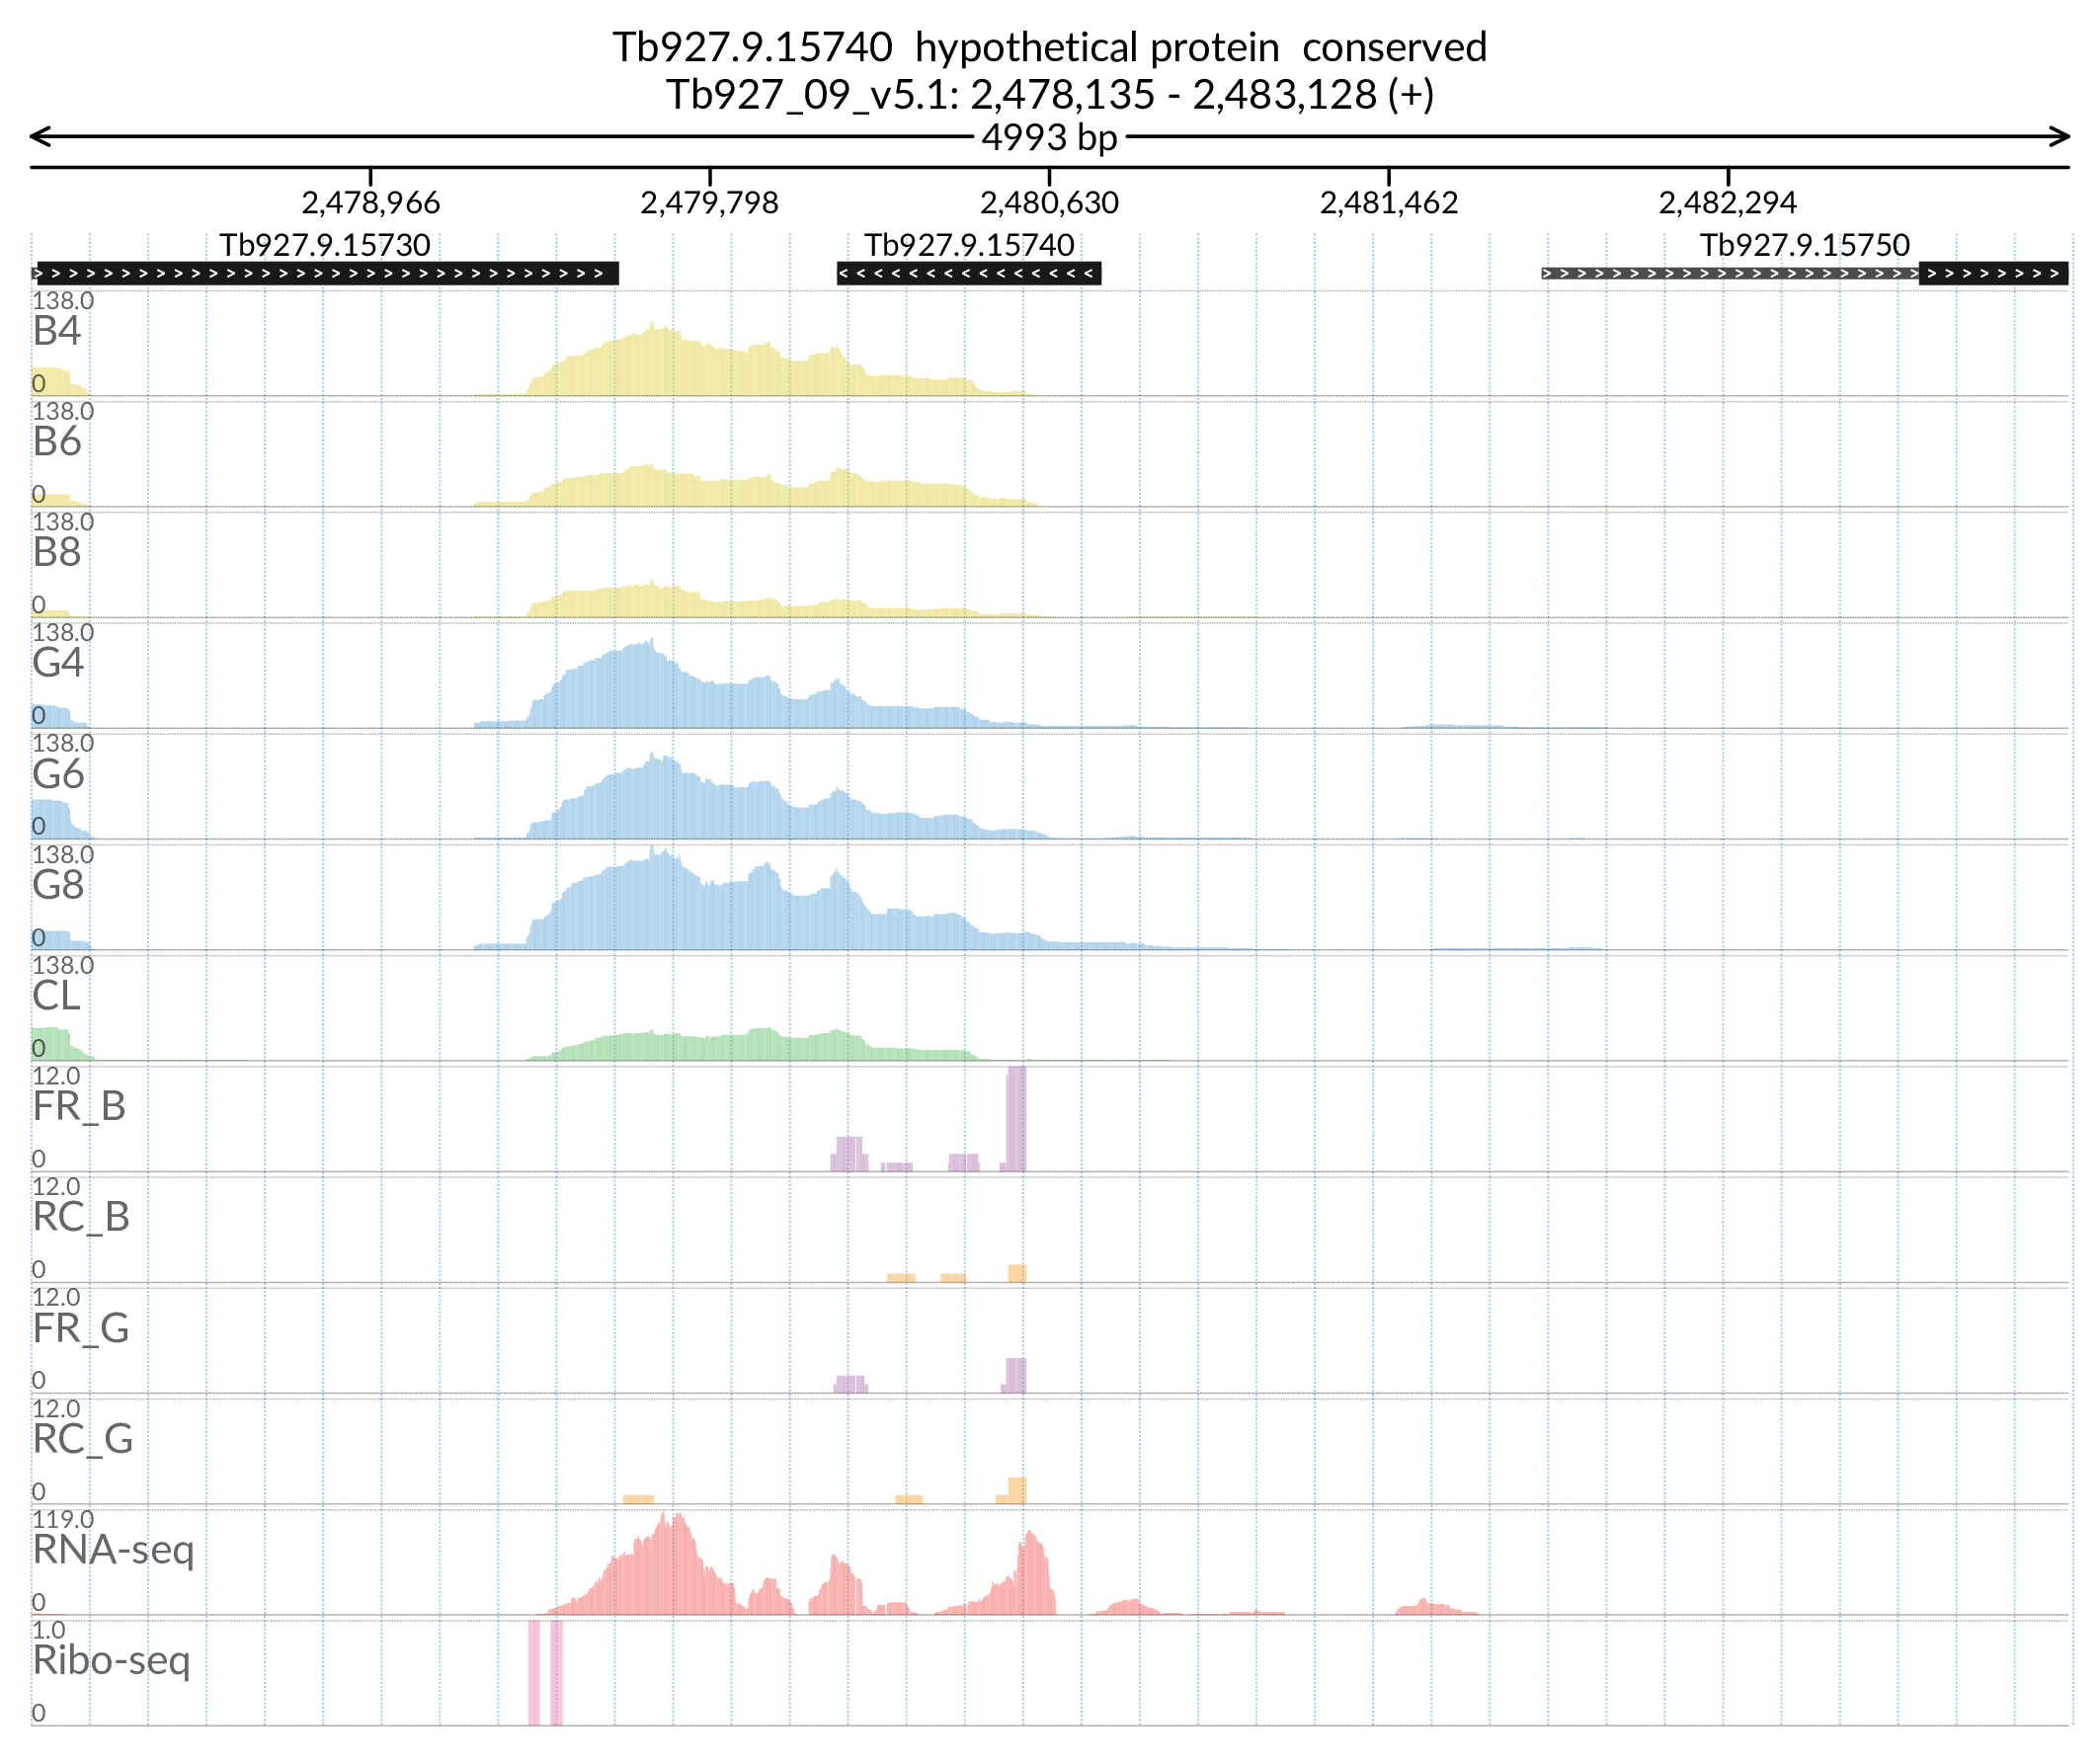 Tb927.9.15740 hypothetical protein conserved
Tb927_09_v5.1: 2,478,135 - 2,483,128 (+)
4993 bp
2,478,966 2,479,798 2,480,630 2,481,462 2,482,294
Tb927.9.15730 Tb927.9.15740 Tb927.9.15750
138.0
B4
0
138.0
B6
0
138.0
B8
0
138.0
G4
0
138.0
G6
0
138.0
G8
0
138.0
CL
0
12.0
FR_B
0
12.0
RC_B
0
12.0
FR_G
0
12.0
RC_G
0
119.0
RNA-seq
0
1.0
Ribo-seq
0